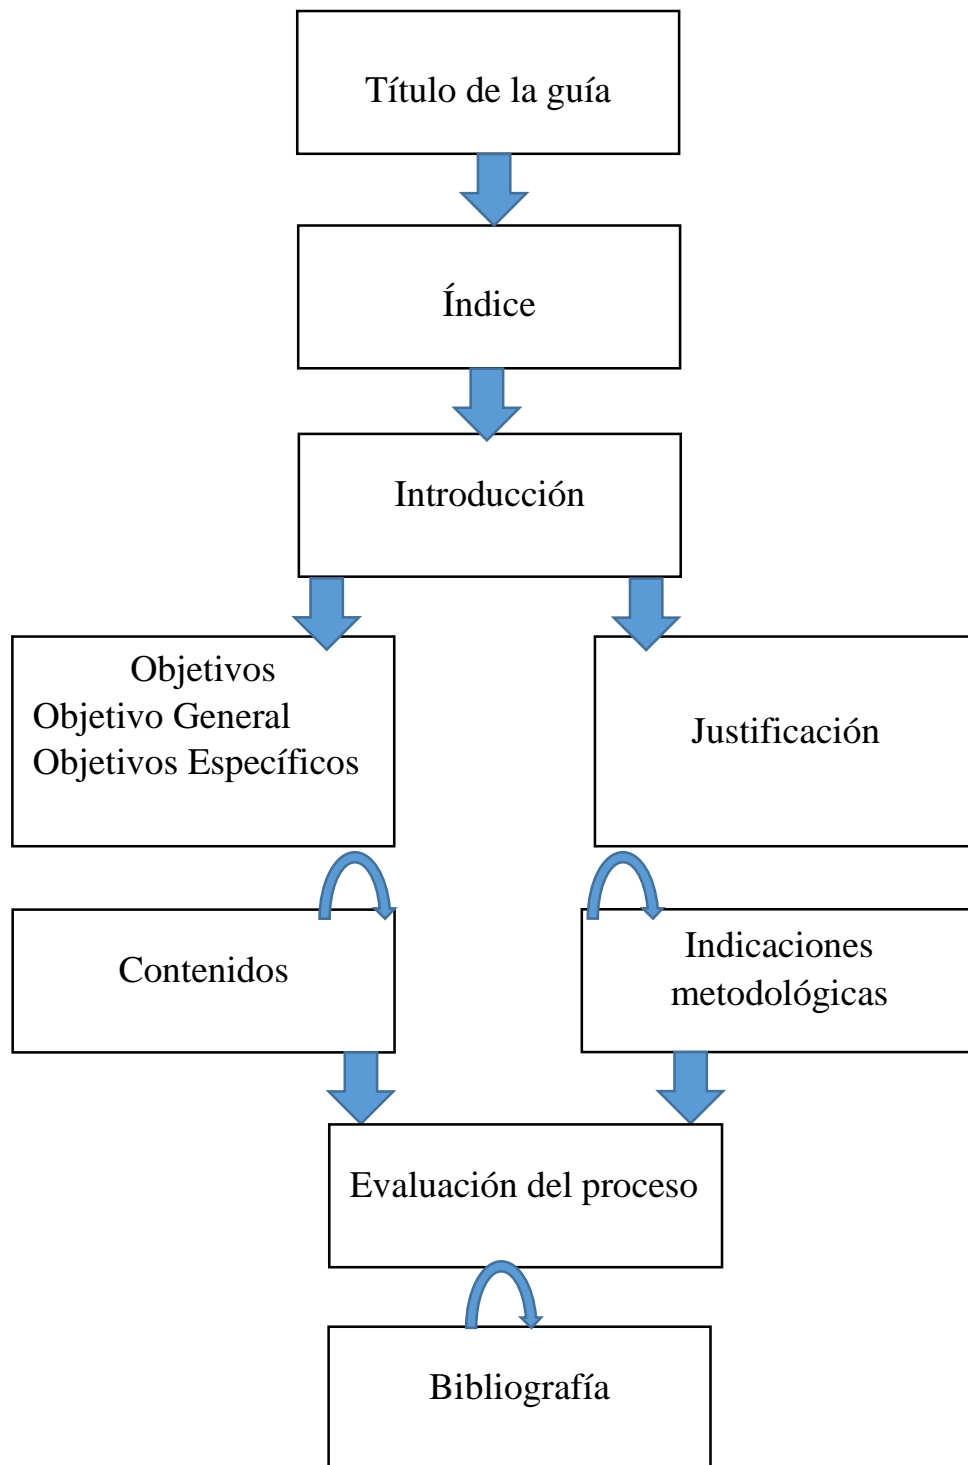 Título de la guía
Índice
Introducción
Objetivos
Objetivo General
Objetivos Específicos
Justificación
Contenidos
Indicaciones
metodológicas
Evaluación del proceso
Bibliografía